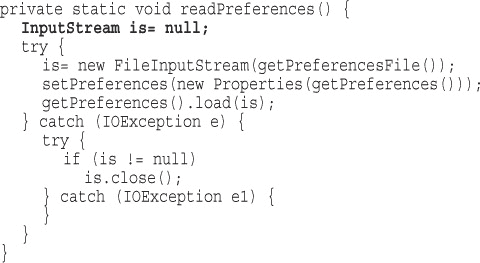 private static void readPreferences() {
  InputStream is= null;
  try {
    is= new FileInputStream(getPreferencesFile());
    setPreferences(new Properties(getPreferences()));
    getPreferences().load(is);
  } catch (IOException e) {
    try {
      if (is != null)
        is.close();
    } catch (IOException e1) {
    }
  }
}